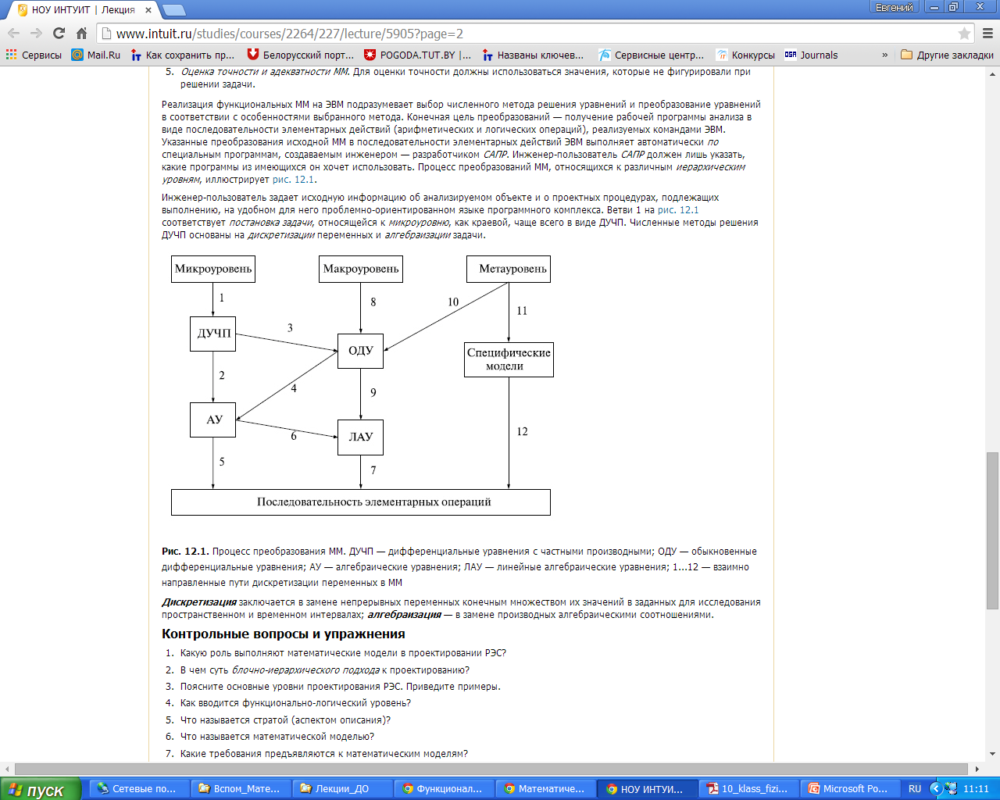 НОУ ИНТУИТ | Лекция
Евгений
www.intuit.ru/studies/courses/2264/227/lecture/5905?page=2
Сервисы Mail.Ru Как сохранить пр... Белорусский порт... POGODA.TUT.BY |... Названы ключев... Сервисные центр... Конкурсы OSA Journals » Другие закладки
5. Оценка точности и адекватности ММ. Для оценки точности должны использоваться значения, которые не фигурировали при
решении задачи.
Реализация функциональных ММ на ЭВМ подразумевает выбор численного метода решения уравнений и преобразование уравнений
в соответствии с особенностями выбранного метода. Конечная цель преобразований — получение рабочей программы анализа в
виде последовательности элементарных действий (арифметических и логических операций), реализуемых командами ЭВМ.
Указанные преобразования исходной ММ в последовательности элементарных действий ЭВМ выполняет автоматически по
специальным программам, создаваемым инженером — разработчиком САПР. Инженер-пользователь САПР должен лишь указать,
какие программы из имеющихся он хочет использовать. Процесс преобразований ММ, относящихся к различным иерархическим
уровням, иллюстрирует рис. 12.1.
Инженер-пользователь задает исходную информацию об анализируемом объекте и о проектных процедурах, подлежащих
выполнению, на удобном для него проблемно-ориентированном языке программного комплекса. Ветви 1 на рис. 12.1
соответствует постановка задачи, относящейся к микроуровню, как краевой, чаще всего в виде ДУЧП. Численные методы решения
ДУЧП основаны на дискретизации переменных и алгебраизации задачи.
Микроуровень Макроуровень Метауровень
1 8 10 11
ДУЧП 3 ОДУ Специфические
модели
2 4 9
АУ 6 ЛАУ 12
5 7
Последовательность элементарных операций
Рис. 12.1. Процесс преобразования ММ. ДУЧП — дифференциальные уравнения с частными производными; ОДУ — обыкновенные
дифференциальные уравнения; АУ — алгебраические уравнения; ЛАУ — линейные алгебраические уравнения; 1...12 — взаимно
направленные пути дискретизации переменных в ММ
Дискретизация заключается в замене непрерывных переменных конечным множеством их значений в заданных для исследования
пространственном и временном интервалах; алгебраизация — в замене производных алгебраическими соотношениями.
Контрольные вопросы и упражнения
1. Какую роль выполняют математические модели в проектировании РЭС?
2. В чем суть блочно-иерархического подхода к проектированию?
3. Поясните основные уровни проектирования РЭС. Приведите примеры.
4. Как вводится функционально-логический уровень?
5. Что называется стратой (аспектом описания)?
6. Что называется математической моделью?
7. Какие требования предъявляются к математическим моделям?
пуск Сетевые по... Вспом_Мате... Лекции_ДО Функционал... Математиче... НОУ ИНТУИ... 10_klass_fizi... Microsoft Po... RU 11:11